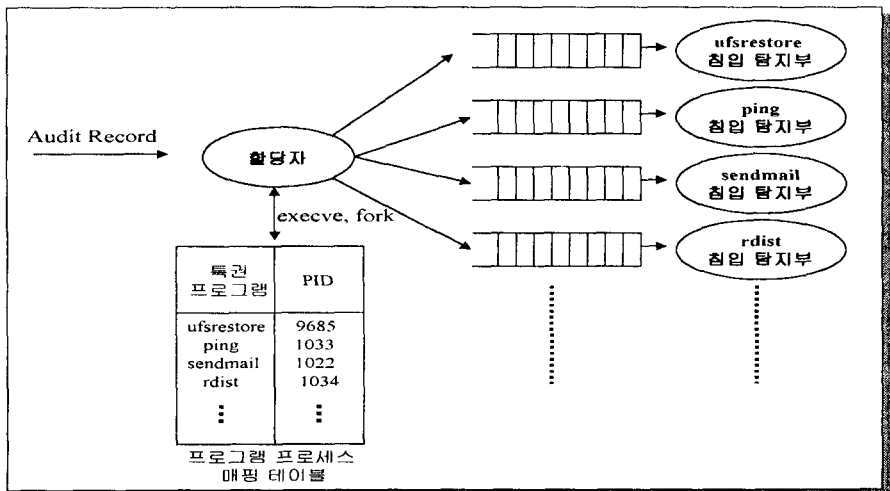 Audit Record
할당자
execve, fork
ufsrestore
침입 탐지부
ping
침입 탐지부
sendmail
침입 탐지부
rdist
침입 탐지부
특권
프로그램
PID
ufsrestore 9685
ping 1033
sendmail 1022
rdist 1034
프로그램 프로세스
매핑 테이블